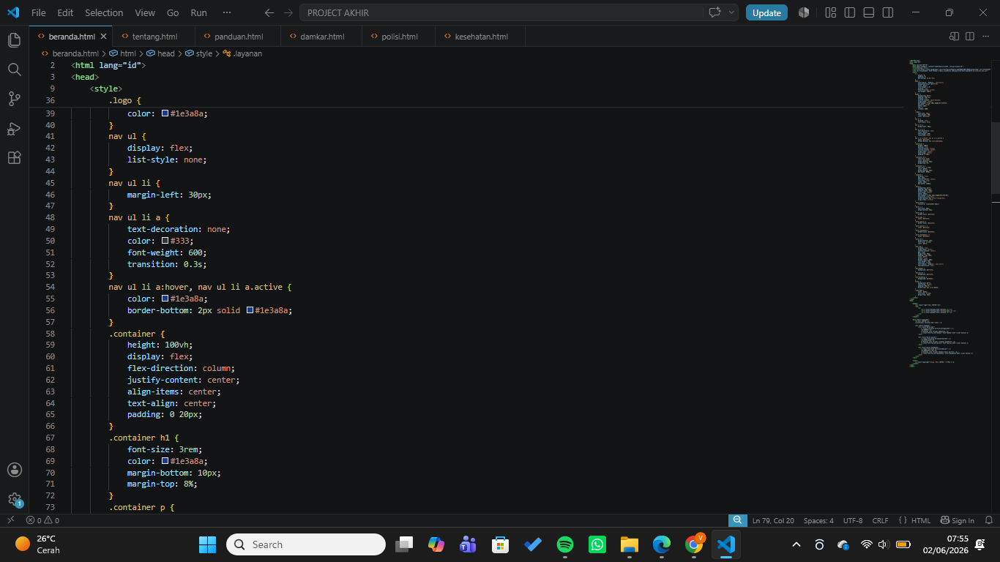 File Edit Selection View Go Run ··· PROJECT AKHIR Update
beranda.html tentang.html panduan.html damkar.html polisi.html kesehatan.html
beranda.html > html > head > style > .layanan
2 <html lang="id">
3 <head>
9 <style>
36 .logo {
39 color: #1e3a8a;
40 }
41 nav ul {
42 display: flex;
43 list-style: none;
44 }
45 nav ul li {
46 margin-left: 30px;
47 }
48 nav ul li a {
49 text-decoration: none;
50 color: #333;
51 font-weight: 600;
52 transition: 0.3s;
53 }
54 nav ul li a:hover, nav ul li a.active {
55 color: #1e3a8a;
56 border-bottom: 2px solid #1e3a8a;
57 }
58 .container {
59 height: 100vh;
60 display: flex;
61 flex-direction: column;
62 justify-content: center;
63 align-items: center;
64 text-align: center;
65 padding: 0 20px;
66 }
67 .container h1 {
68 font-size: 3rem;
69 color: #1e3a8a;
70 margin-bottom: 10px;
71 margin-top: 8%;
72 }
73 .container p {
1
0 0 Ln 79, Col 20 Spaces: 4 UTF-8 CRLF {} HTML Sign In
26°C
Cerah
Search
V
07:55
02/06/2026